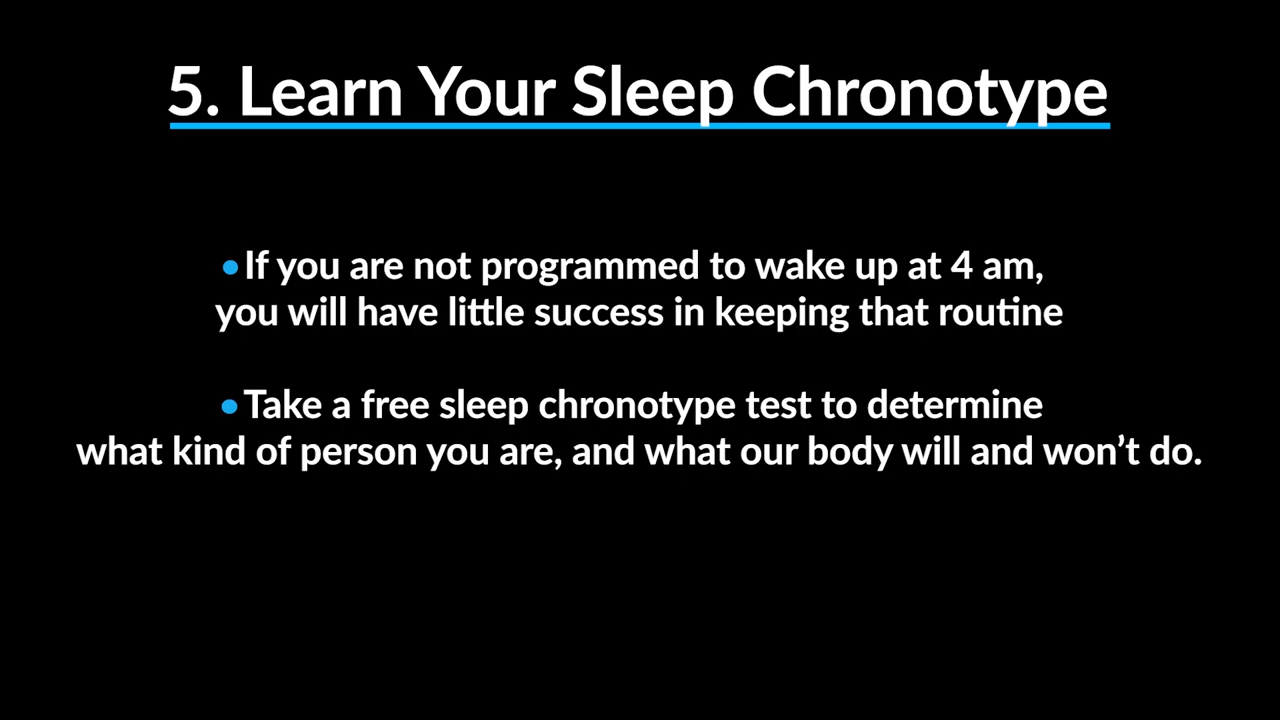 5. Learn Your Sleep Chronotype
•If you are not programmed to wake up at 4 am,
you will have little success in keeping that routine
•Take a free sleep chronotype test to determine
what kind of person you are, and what our body will and won’t do.